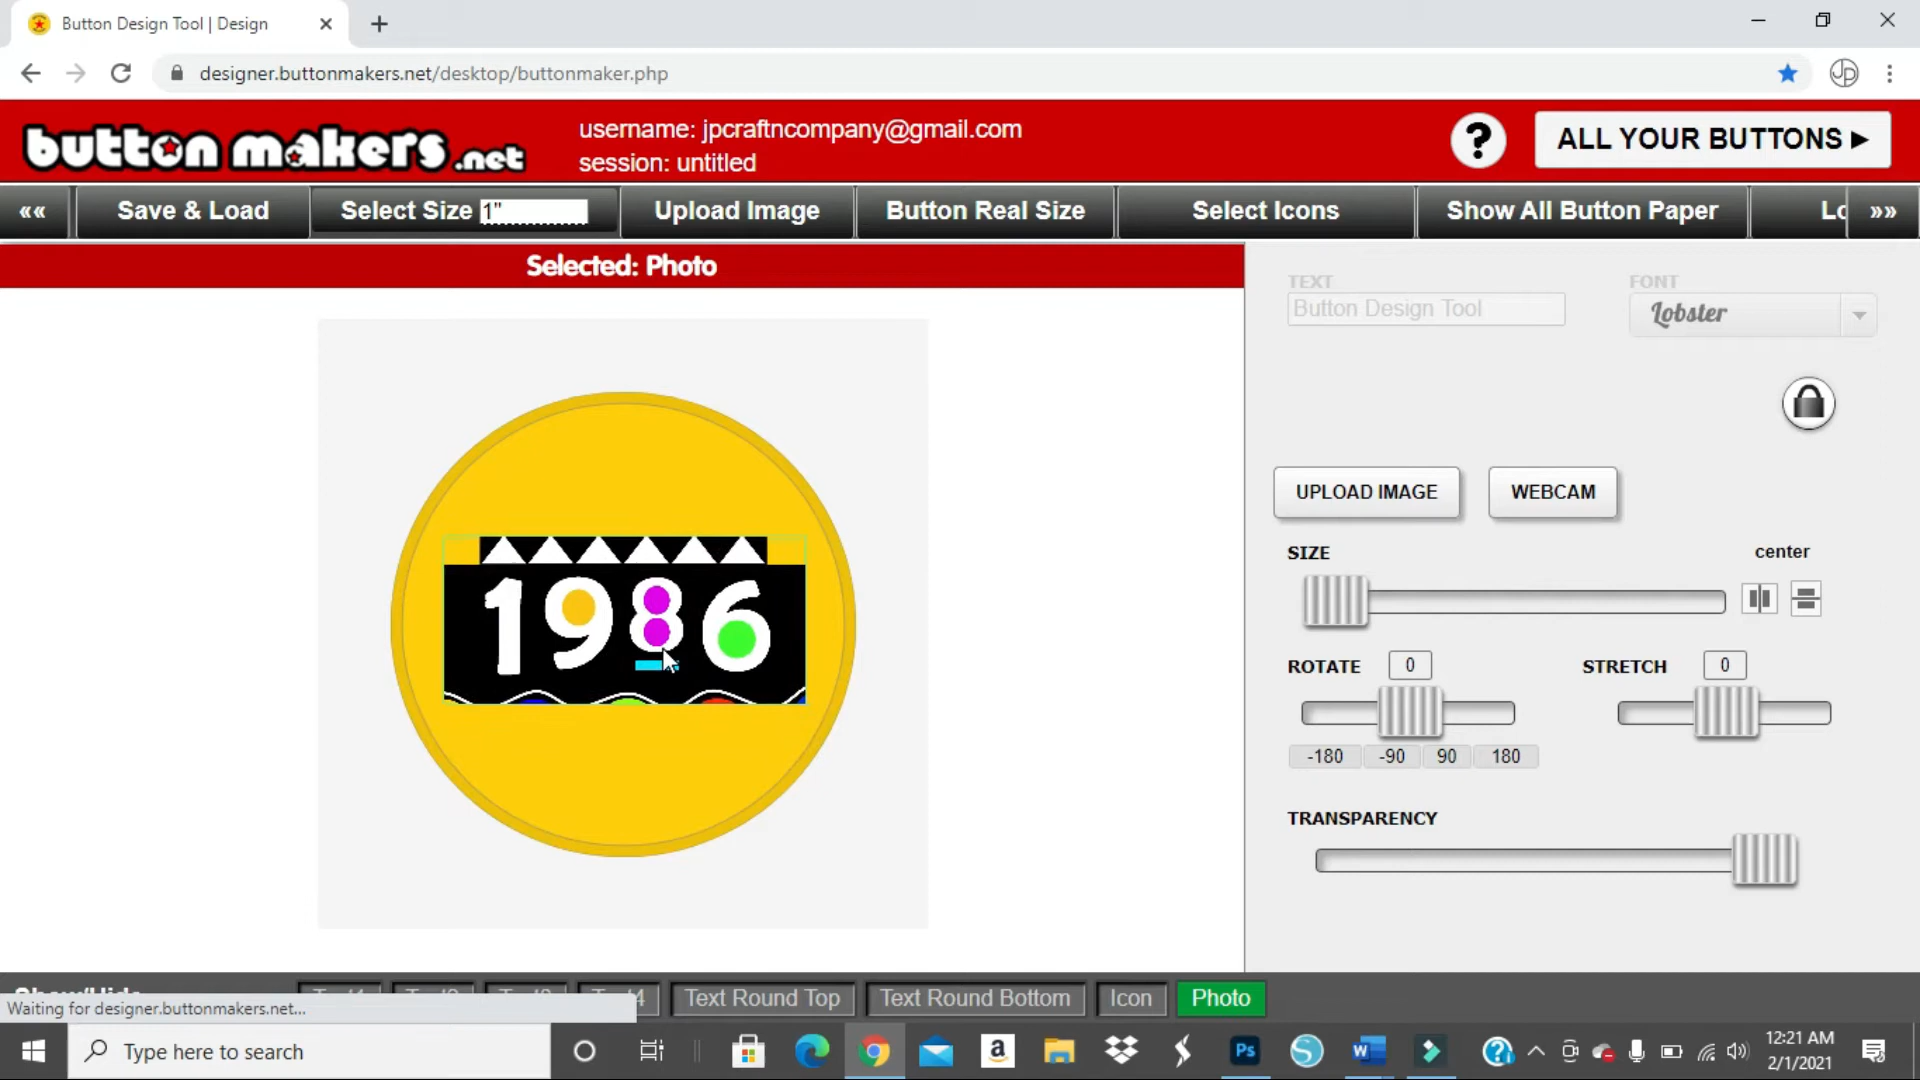 Button Design Tool | Design
designer.buttonmakers.net/desktop/buttonmaker.php
JP
button makers.net
username: jpcraftncompany@gmail.com
session: untitled
?
ALL YOUR BUTTONS ►
«« Save & Load Select Size 1" Upload Image Button Real Size Select Icons Show All Button Paper »»
Selected: Photo
TEXT
FONT
Button Design Tool
Lobster
UPLOAD IMAGE
WEBCAM
SIZE
center
1986
ROTATE 0
STRETCH 0
-180 -90 90 180
TRANSPARENCY
Text Round Top Text Round Bottom Icon Photo
Waiting for designer.buttonmakers.net...
Type here to search
a
Ps
W
?
12:21 AM
2/1/2021